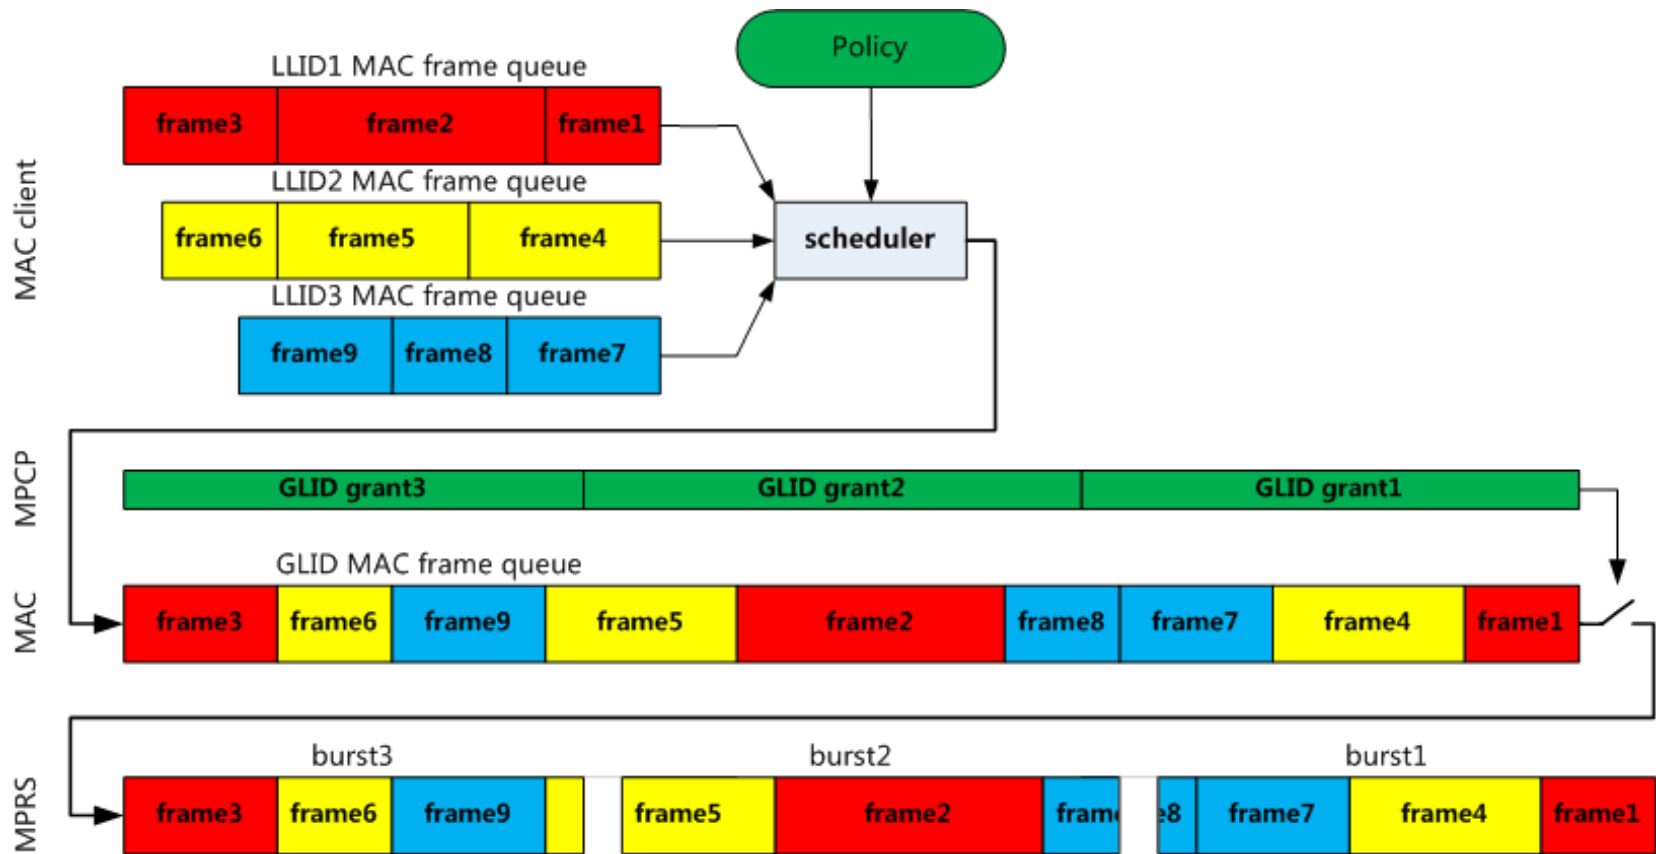 Policy
LLID1 MAC frame queue
frame3 frame2 frame1
LLID2 MAC frame queue
frame6 frame5 frame4
scheduler
LLID3 MAC frame queue
frame9 frame8 frame7
MAC client
MPCP
GLID grant3 GLID grant2 GLID grant1
GLID MAC frame queue
MAC
frame3 frame6 frame9 frame5 frame2 frame8 frame7 frame4 frame1
burst3 burst2 burst1
MPRS
frame3 frame6 frame9 frame5 frame2 frame e8 frame7 frame4 frame1